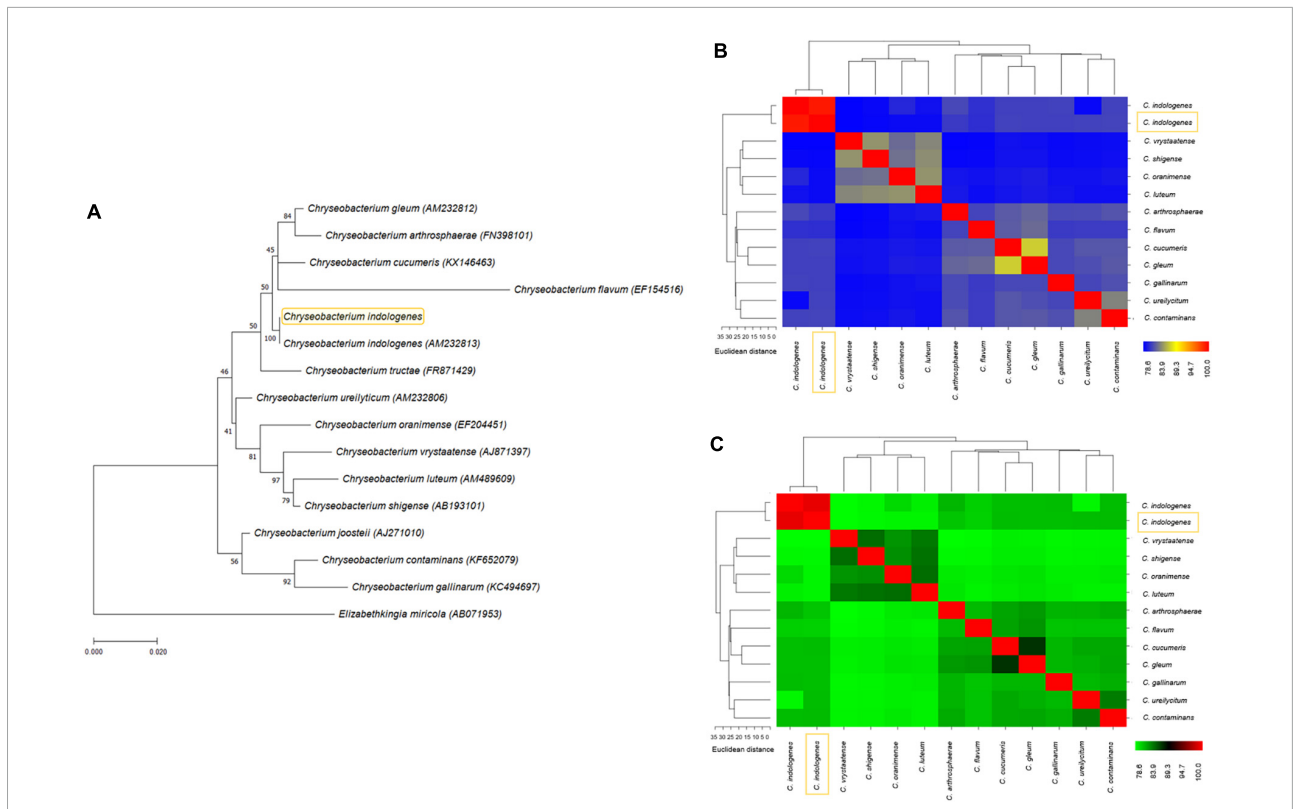 A
Chryseobacterium gleum (AM232812)
Chryseobacterium arthrosphaerae (FN398101)
Chryseobacterium cucumeris (KX146463)
Chryseobacterium flavum (EF154516)
Chryseobacterium indologenes
Chryseobacterium indologenes (AM232813)
Chryseobacterium tructae (FR871429)
Chryseobacterium ureilyticum (AM232806)
Chryseobacterium oranimense (EF204451)
Chryseobacterium vrystaatense (AJ871397)
Chryseobacterium luteum (AM489609)
Chryseobacterium shigense (AB193101)
Chryseobacterium joosteii (AJ271010)
Chryseobacterium contaminans (KF652079)
Chryseobacterium gallinarum (KC494697)
Elizabethkingia miricola (AB071953)
84
45
50
50
100
46
41
81
97
79
56
92
0.000 0.020
B
C. indologenes
C. indologenes
C. vrystaatense
C. shigense
C. oranimense
C. luteum
C. arthrosphaerae
C. flavum
C. cucumeris
C. gleum
C. gallinarum
C. ureilycitum
C. contaminans
35 30 25 20 15 10 5 0
Euclidean distance
C. indologenes
C. indologenes
C. vrystaatense
C. shigense
C. oranimense
C. luteum
C. arthrosphaerae
C. flavum
C. cucumeris
C. gleum
C. gallinarum
C. ureilycitum
C. contaminans
78.6
83.9
89.3
94.7
100.0
C
C. indologenes
C. indologenes
C. vrystaatense
C. shigense
C. oranimense
C. luteum
C. arthrosphaerae
C. flavum
C. cucumeris
C. gleum
C. gallinarum
C. ureilycitum
C. contaminans
35 30 25 20 15 10 5 0
Euclidean distance
C. indologenes
C. indologenes
C. vrystaatense
C. shigense
C. oranimense
C. luteum
C. arthrosphaerae
C. flavum
C. cucumeris
C. gleum
C. gallinarum
C. ureilycitum
C. contaminans
78.6
83.9
89.3
94.7
100.0